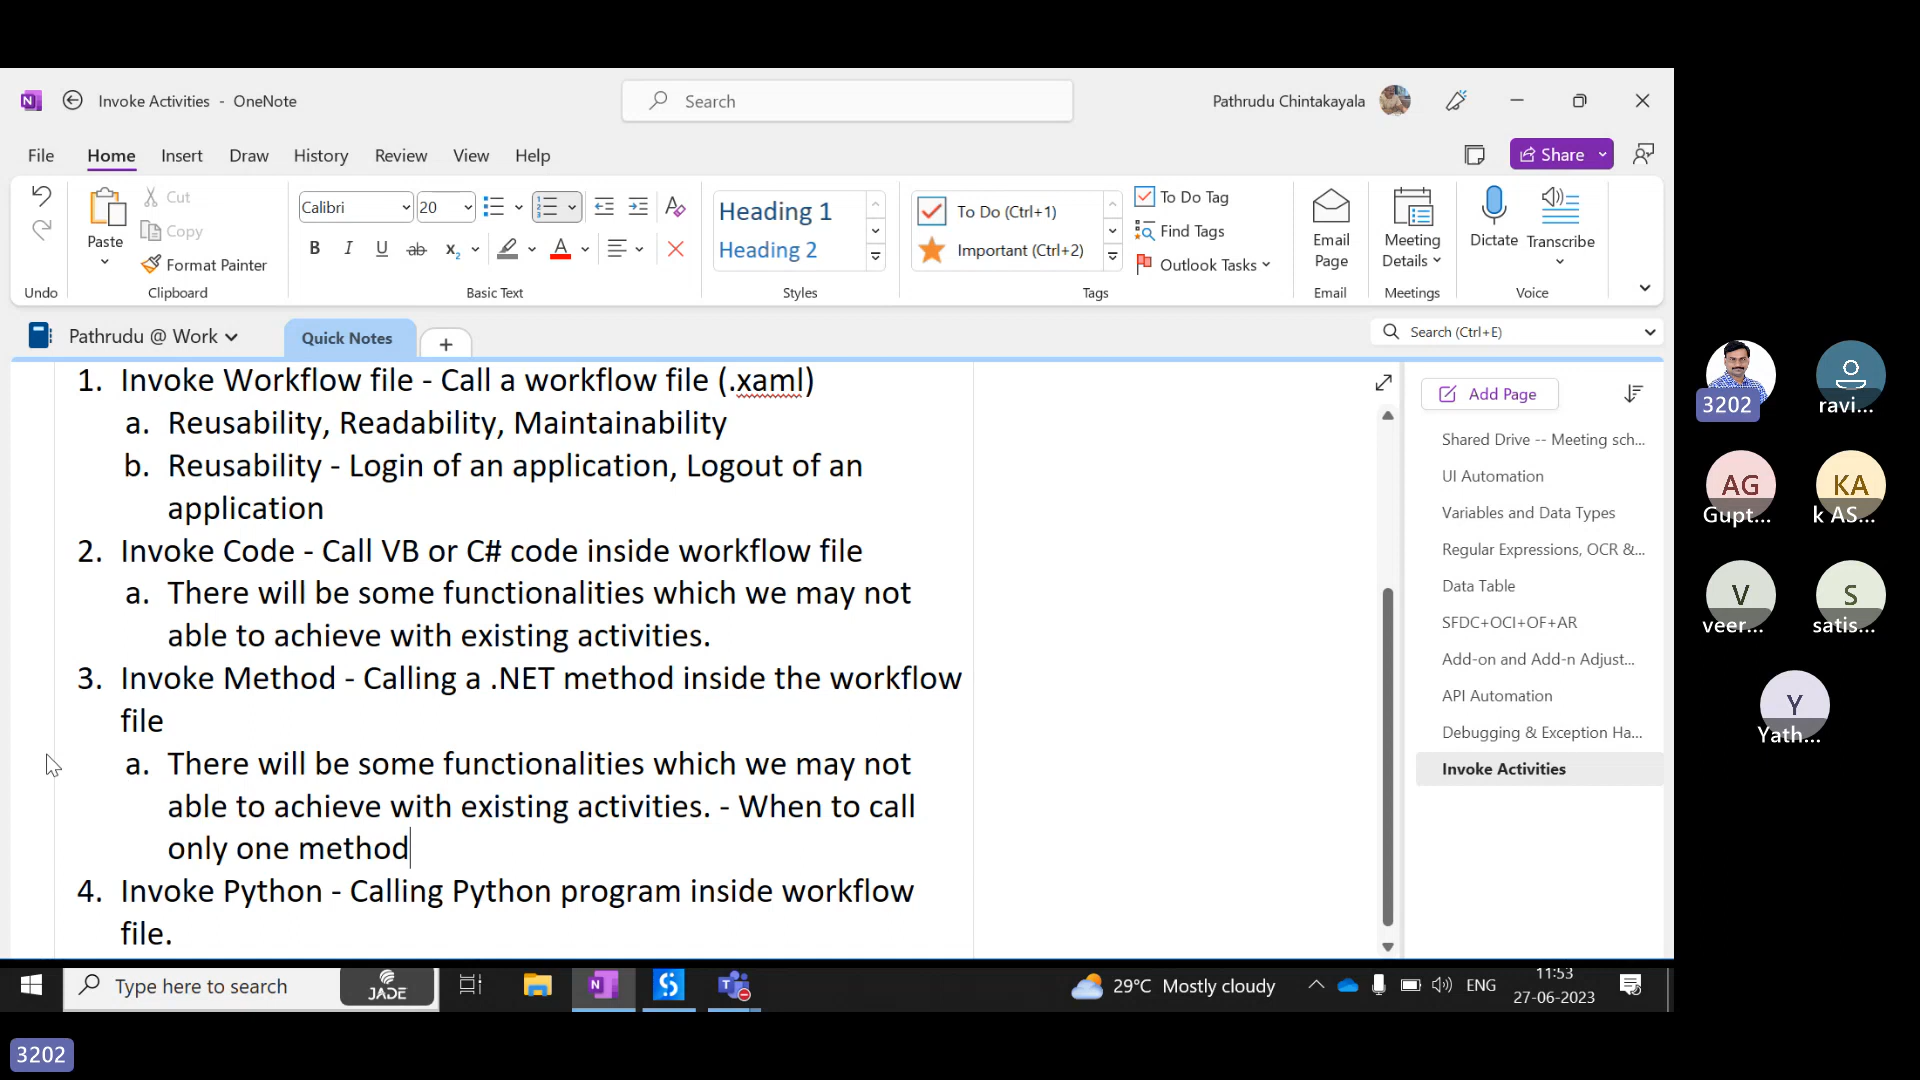 Invoke Activities - OneNote
Search
Pathrudu Chintakayala
File Home Insert Draw History Review View Help
Share
Undo
Paste
Cut
Copy
Format Painter
Clipboard
Calibri 20
B I U ab x₂ A
Basic Text
Heading 1
Heading 2
Styles
To Do (Ctrl+1)
Important (Ctrl+2)
To Do Tag
Find Tags
Outlook Tasks
Tags
Email Page
Email
Meeting Details
Meetings
Dictate
Transcribe
Voice
Pathrudu @ Work
Quick Notes
+
Search (Ctrl+E)
1. Invoke Workflow file - Call a workflow file (.xaml)
a. Reusability, Readability, Maintainability
b. Reusability - Login of an application, Logout of an
application
2. Invoke Code - Call VB or C# code inside workflow file
a. There will be some functionalities which we may not
able to achieve with existing activities.
3. Invoke Method - Calling a .NET method inside the workflow
file
a. There will be some functionalities which we may not
able to achieve with existing activities. - When to call
only one method
4. Invoke Python - Calling Python program inside workflow
file.
Add Page
Shared Drive -- Meeting sch...
UI Automation
Variables and Data Types
Regular Expressions, OCR &...
Data Table
SFDC+OCI+OF+AR
Add-on and Add-n Adjust...
API Automation
Debugging & Exception Ha...
Invoke Activities
3202
ravi...
AG
Gupt...
KA
k AS...
V
veer...
S
satis...
Y
Yath...
Type here to search
JADE
29°C Mostly cloudy
ENG
11:53
27-06-2023
3202